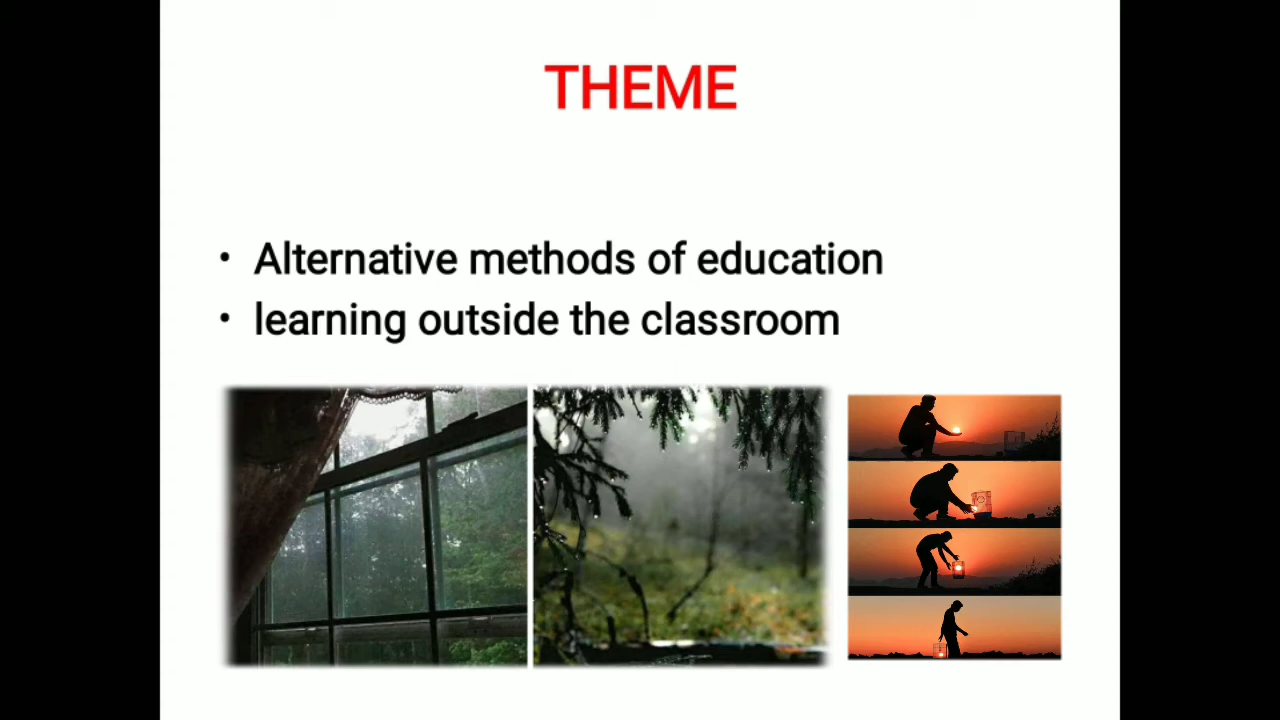 THEME
• Alternative methods of education
• learning outside the classroom